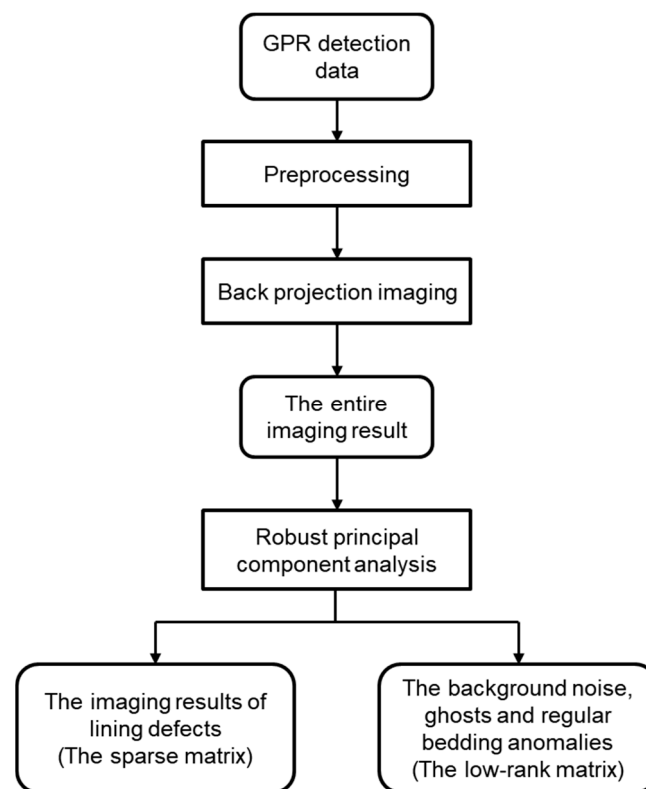 GPR detection
data
Preprocessing
Back projection imaging
The entire
imaging result
Robust principal
component analysis
The imaging results of
lining defects
(The sparse matrix)
The background noise,
ghosts and regular
bedding anomalies
(The low-rank matrix)